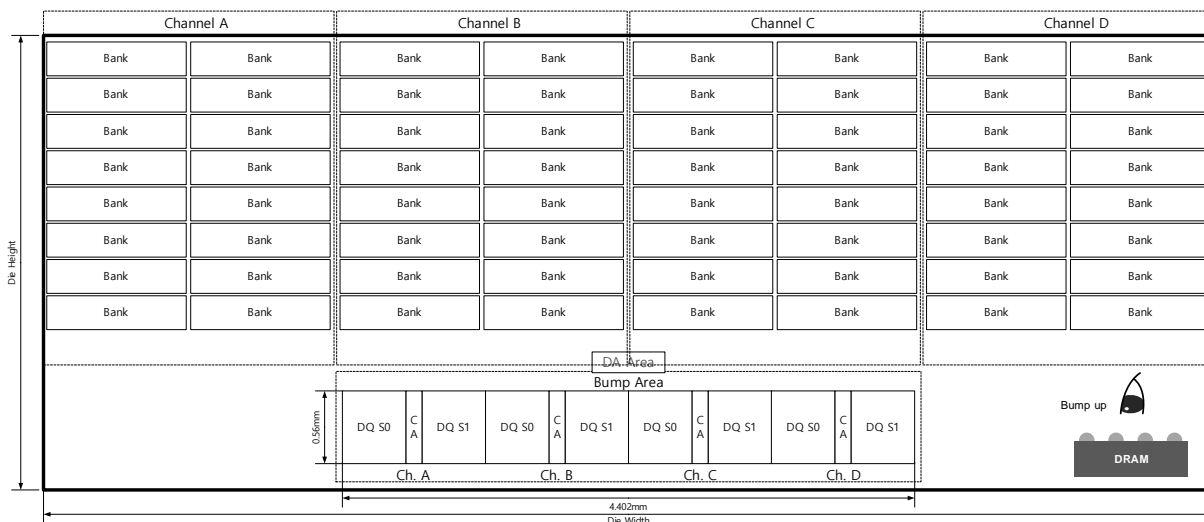 Channel A Channel B Channel C Channel D
Bank Bank Bank Bank Bank Bank Bank Bank
Bank Bank Bank Bank Bank Bank Bank Bank
Bank Bank Bank Bank Bank Bank Bank Bank
Bank Bank Bank Bank Bank Bank Bank Bank
Bank Bank Bank Bank Bank Bank Bank Bank
Bank Bank Bank Bank Bank Bank Bank Bank
Bank Bank Bank Bank Bank Bank Bank Bank
Bank Bank Bank Bank Bank Bank Bank Bank
Die Height
DA Area
Bump Area
0.56mm
DQ S0 CA DQ S1 DQ S0 CA DQ S1 DQ S0 CA DQ S1 DQ S0 CA DQ S1
Ch. A Ch. B Ch. C Ch. D
Bump up
DRAM
4.402mm
Die Width